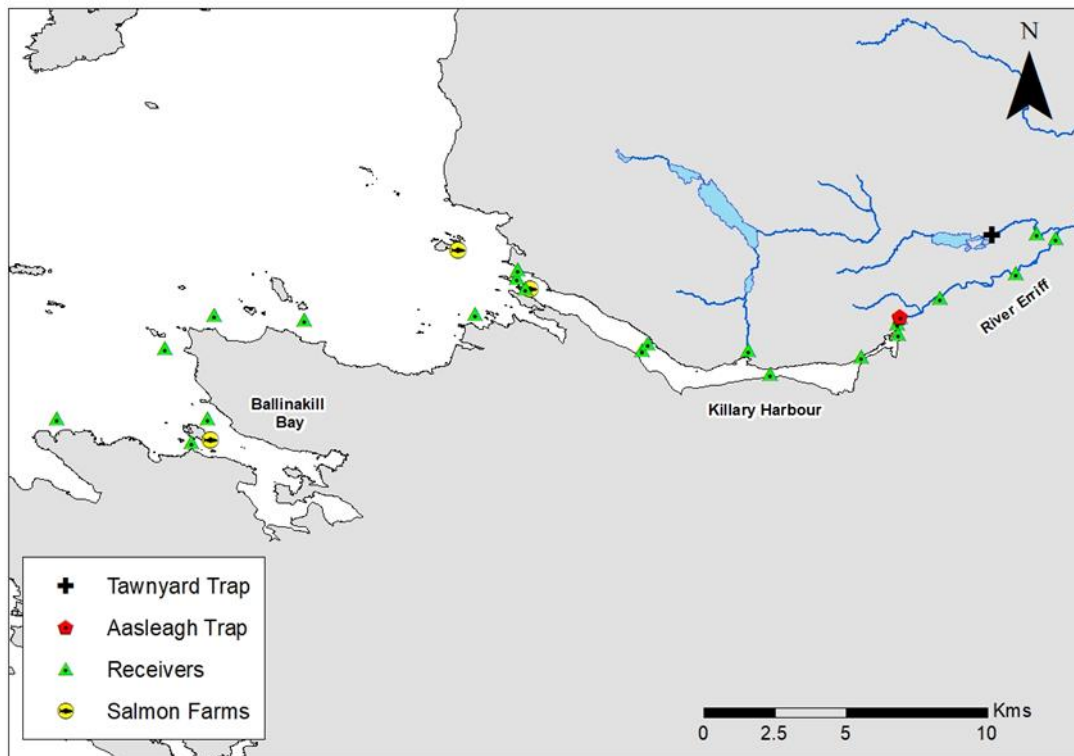 N
River Erriff
Ballinakill
Bay
Killary Harbour
Tawnyard Trap
Aasleagh Trap
Receivers
Salmon Farms
Kms
0 2.5 5 10